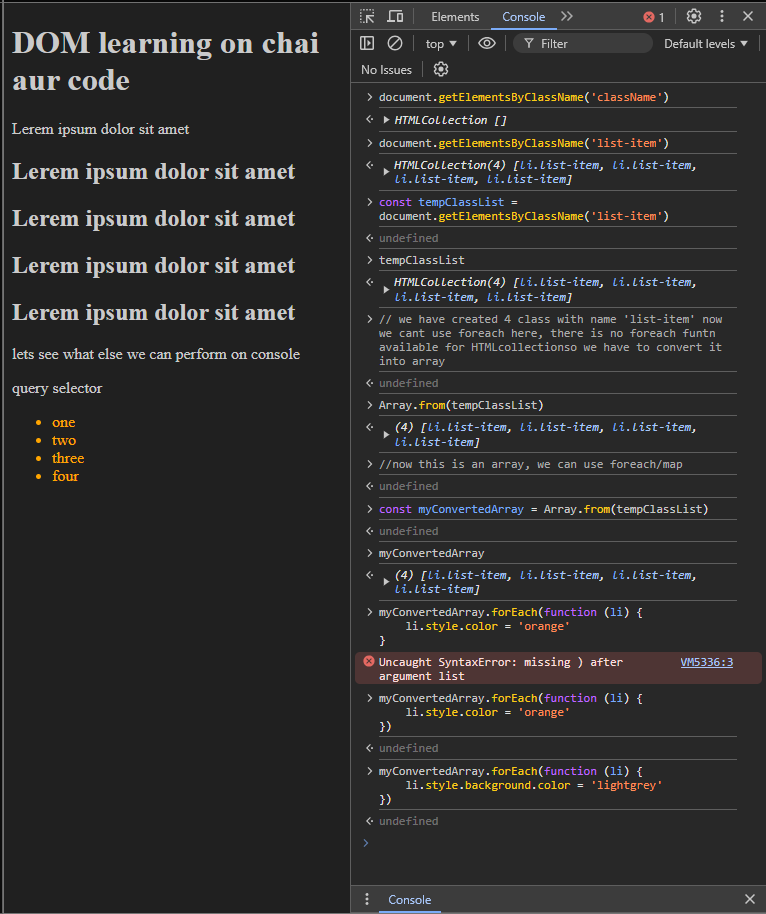 DOM learning on chai
aur code
Lerem ipsum dolor sit amet
Lorem ipsum dolor sit amet
Lorem ipsum dolor sit amet
Lorem ipsum dolor sit amet
Lorem ipsum dolor sit amet
lets see what else we can perform on console
query selector
one
two
three
four
Elements Console 1
top Filter Default levels
No Issues
document.getElementsByClassName('className')
HTMLCollection []
document.getElementsByClassName('list-item')
HTMLCollection(4) [li.list-item, li.list-item,
li.list-item, li.list-item]
const tempClassList =
document.getElementsByClassName('list-item')
undefined
tempClassList
HTMLCollection(4) [li.list-item, li.list-item,
li.list-item, li.list-item]
// we have created 4 class with name 'list-item' now
we cant use foreach here, there is no foreach funtn
available for HTMLcollectionso we have to convert it
into array
undefined
Array.from(tempClassList)
(4) [li.list-item, li.list-item, li.list-item,
li.list-item]
//now this is an array, we can use foreach/map
undefined
const myConvertedArray = Array.from(tempClassList)
undefined
myConvertedArray
(4) [li.list-item, li.list-item, li.list-item,
li.list-item]
myConvertedArray.forEach(function (li) {
li.style.color = 'orange'
}
Uncaught SyntaxError: missing ) after VM5336:3
argument list
myConvertedArray.forEach(function (li) {
li.style.color = 'orange'
})
undefined
myConvertedArray.forEach(function (li) {
li.style.background.color = 'lightgrey'
})
undefined
Console